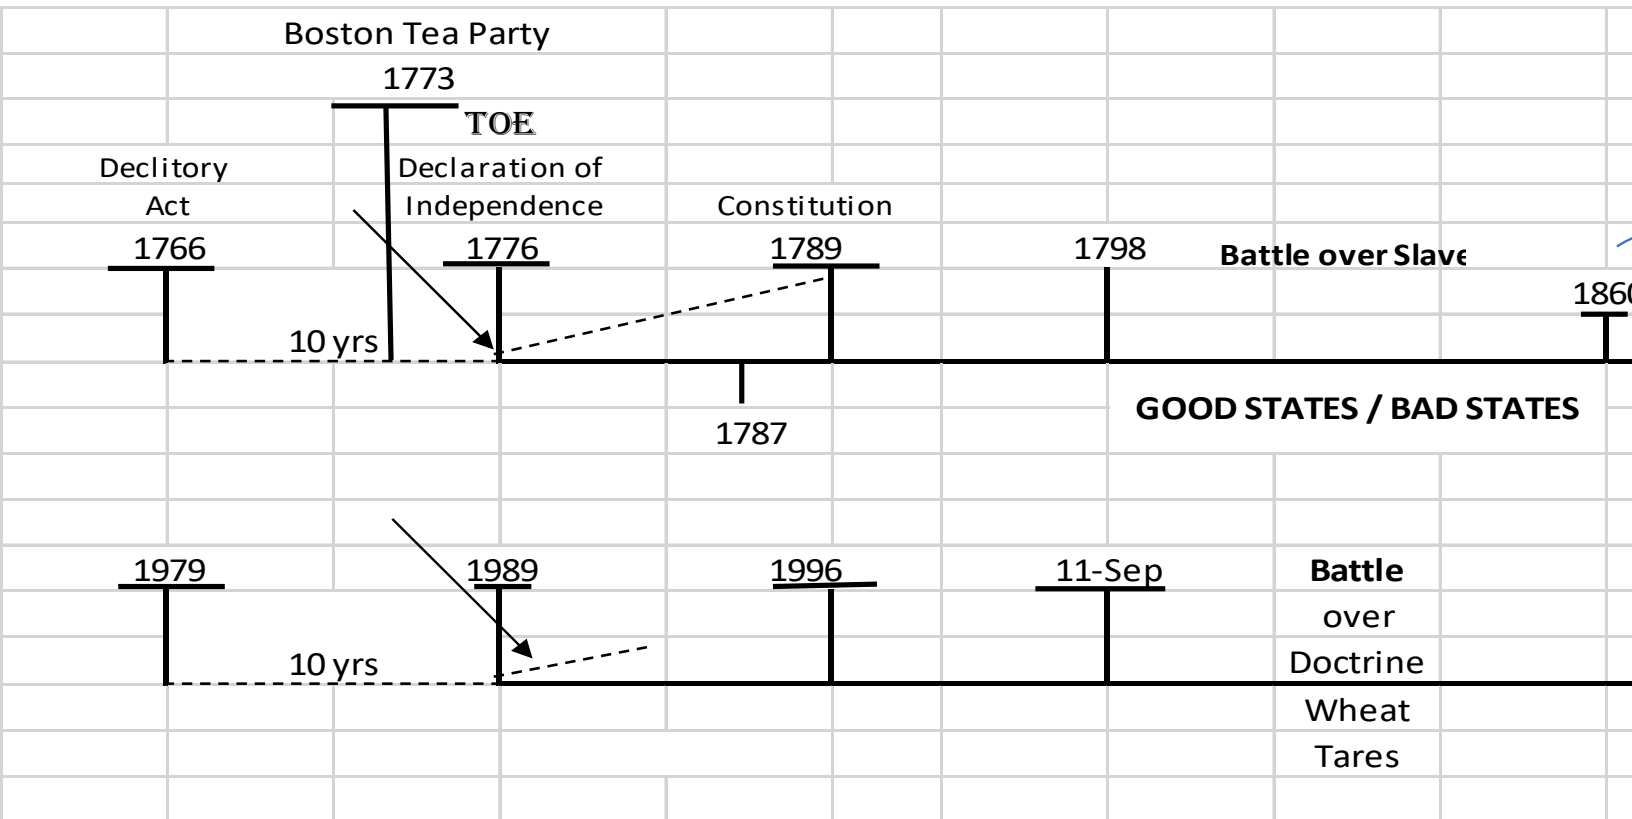 Boston Tea Party
1773
TOE
Declitory
Act
1766
Declaration of
Independence
1776
Constitution
1789
1798
Battle over Slave
1860
10 yrs
1787
GOOD STATES / BAD STATES
1979
1989
1996
11-Sep
Battle
over
Doctrine
Wheat
Tares
10 yrs